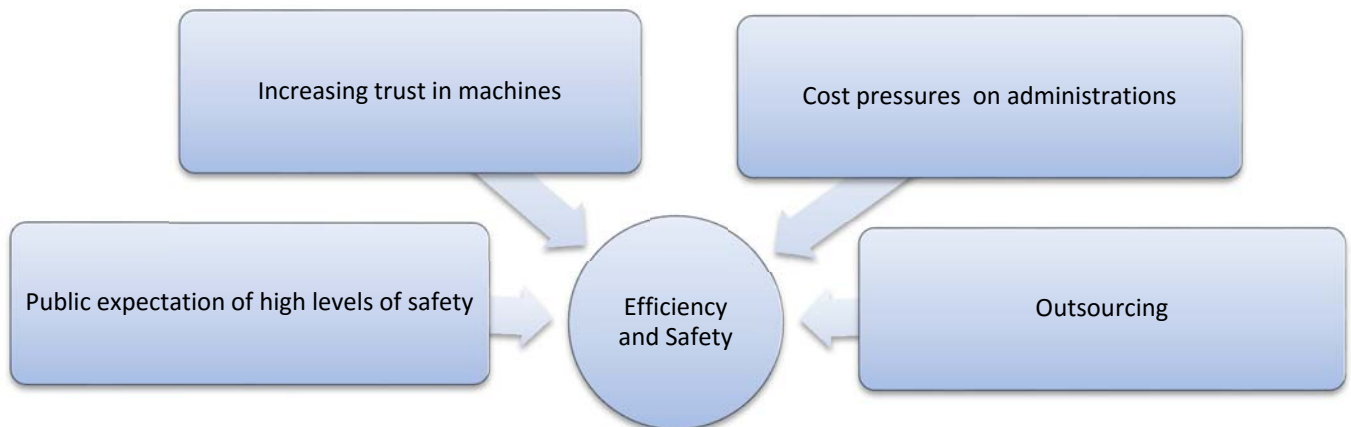 Increasing trust in machines
Cost pressures  on administrations
Public expectation of high levels of safety
Efficiency
and Safety
Outsourcing